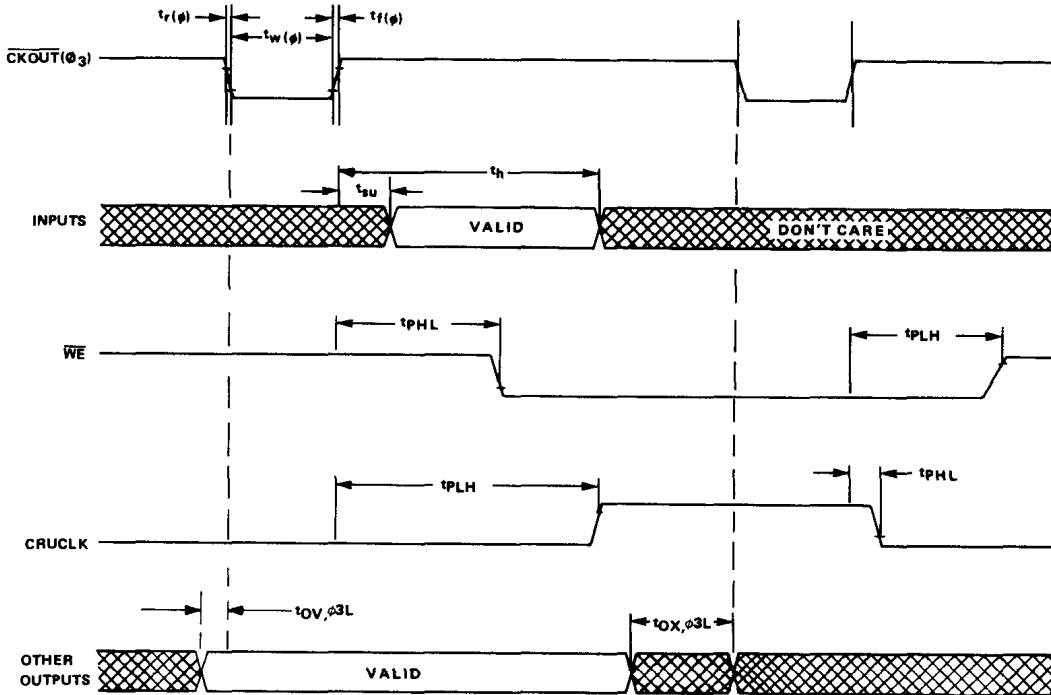 tr(ϕ)
tf(ϕ)
tw(ϕ)
CKOUT(Ø3)
th
tsu
INPUTS
VALID
DON'T CARE
tPHL
tPLH
WE
tPHL
tPLH
CRUCLK
tOV,ϕ3L
tOX,ϕ3L
OTHER
OUTPUTS
VALID